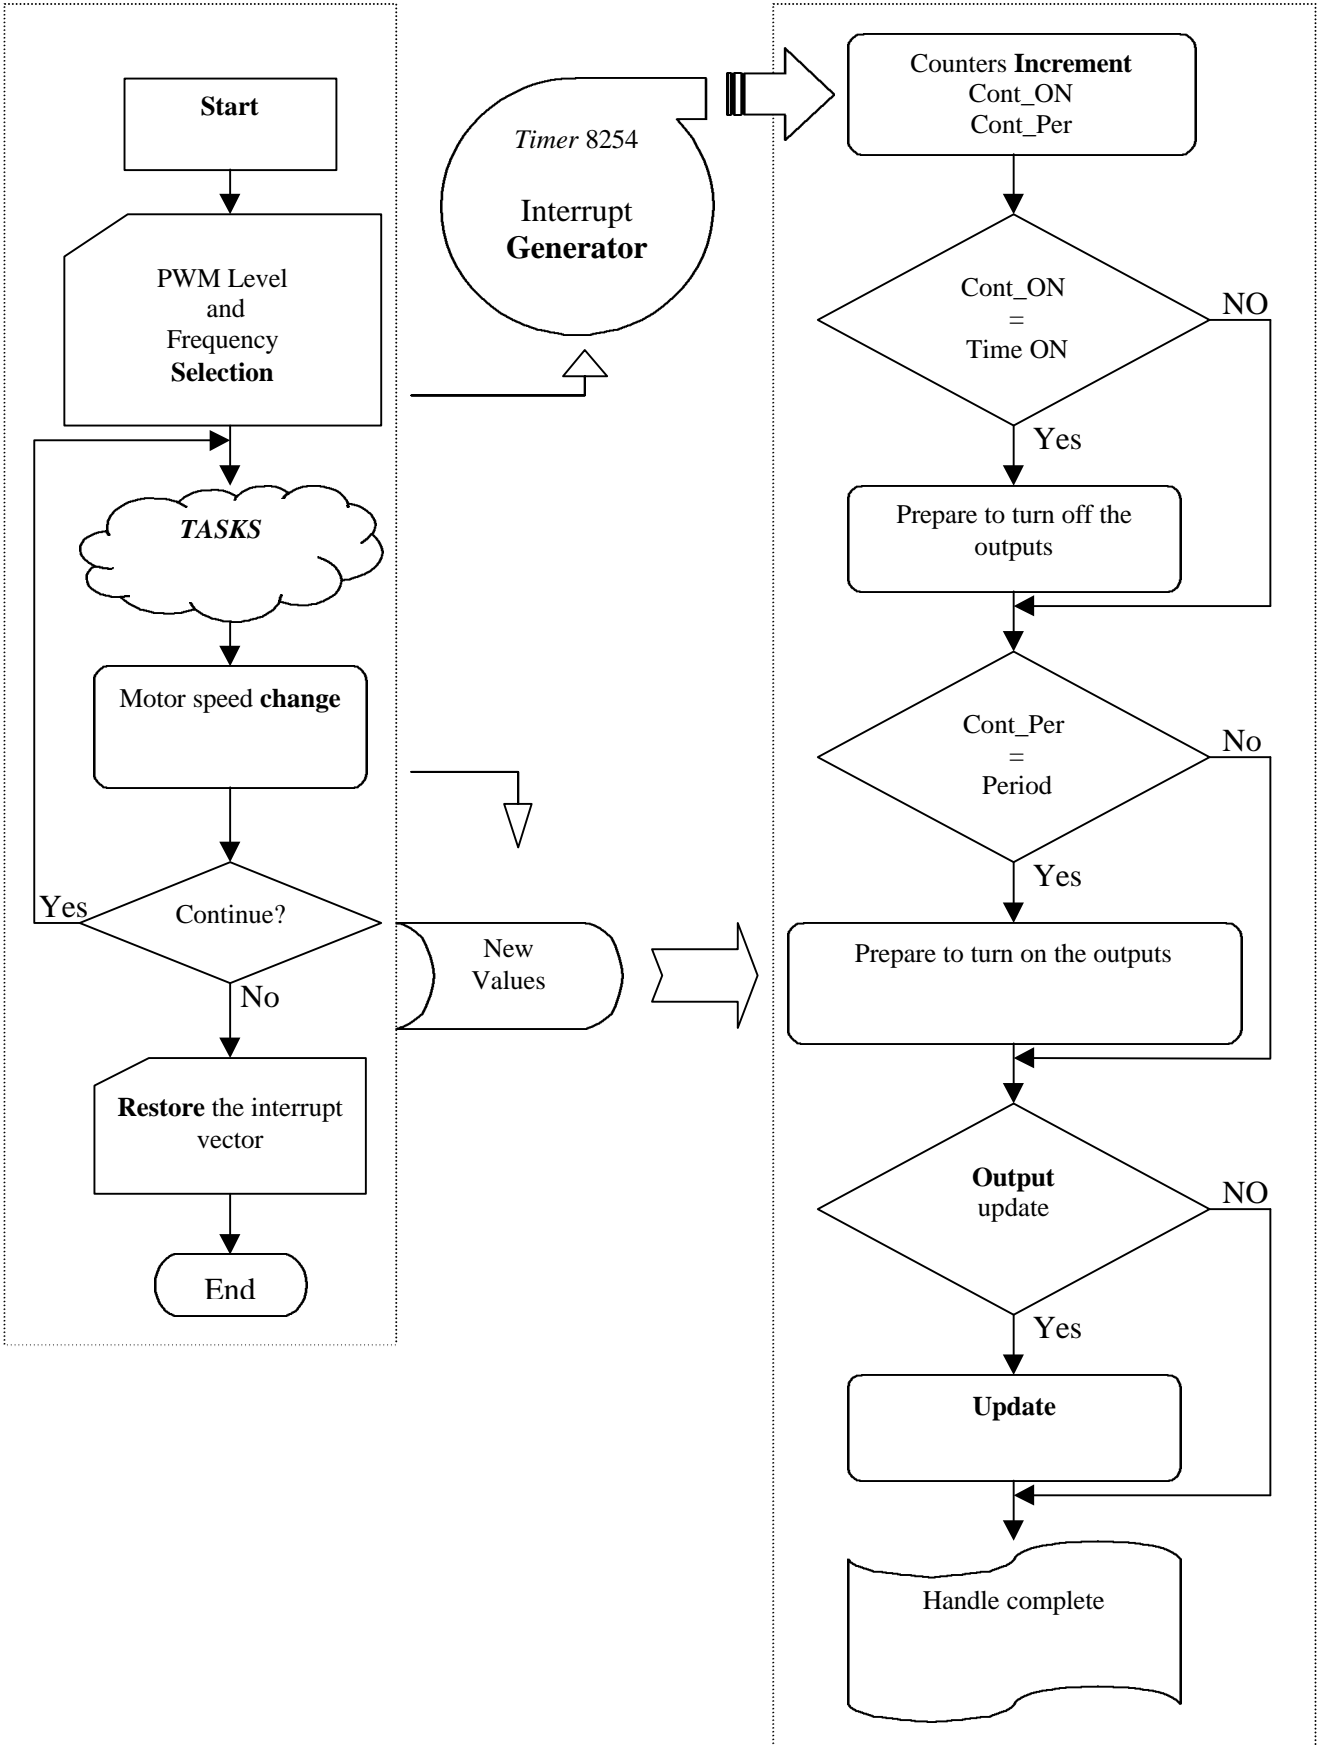 Start
PWM Level
and
Frequency
Selection
TASKS
Motor speed change
Continue?
Yes
No
Restore the interrupt
vector
End
Timer 8254
Interrupt
Generator
New
Values
Counters Increment
Cont_ON
Cont_Per
Cont_ON
=
Time ON
NO
Yes
Prepare to turn off the
outputs
Cont_Per
=
Period
No
Yes
Prepare to turn on the outputs
Output
update
NO
Yes
Update
Handle complete